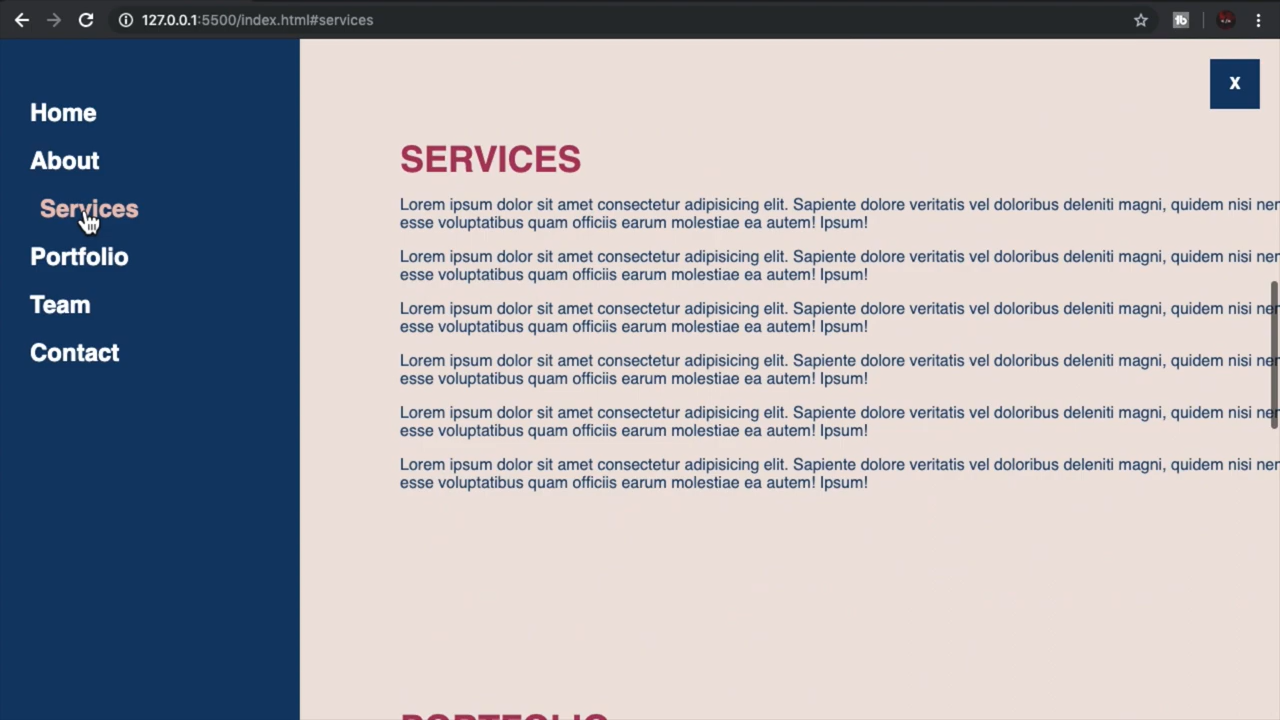 127.0.0.1:5500/index.html#services
Home
About
Services
Portfolio
Team
Contact
X
SERVICES
Lorem ipsum dolor sit amet consectetur adipisicing elit. Sapiente dolore veritatis vel doloribus deleniti magni, quidem nisi
esse voluptatibus quam officiis earum molestiae ea autem! Ipsum!
Lorem ipsum dolor sit amet consectetur adipisicing elit. Sapiente dolore veritatis vel doloribus deleniti magni, quidem nisi
esse voluptatibus quam officiis earum molestiae ea autem! Ipsum!
Lorem ipsum dolor sit amet consectetur adipisicing elit. Sapiente dolore veritatis vel doloribus deleniti magni, quidem nisi
esse voluptatibus quam officiis earum molestiae ea autem! Ipsum!
Lorem ipsum dolor sit amet consectetur adipisicing elit. Sapiente dolore veritatis vel doloribus deleniti magni, quidem nisi
esse voluptatibus quam officiis earum molestiae ea autem! Ipsum!
Lorem ipsum dolor sit amet consectetur adipisicing elit. Sapiente dolore veritatis vel doloribus deleniti magni, quidem nisi
esse voluptatibus quam officiis earum molestiae ea autem! Ipsum!
Lorem ipsum dolor sit amet consectetur adipisicing elit. Sapiente dolore veritatis vel doloribus deleniti magni, quidem nisi
esse voluptatibus quam officiis earum molestiae ea autem! Ipsum!
PORTFOLIO